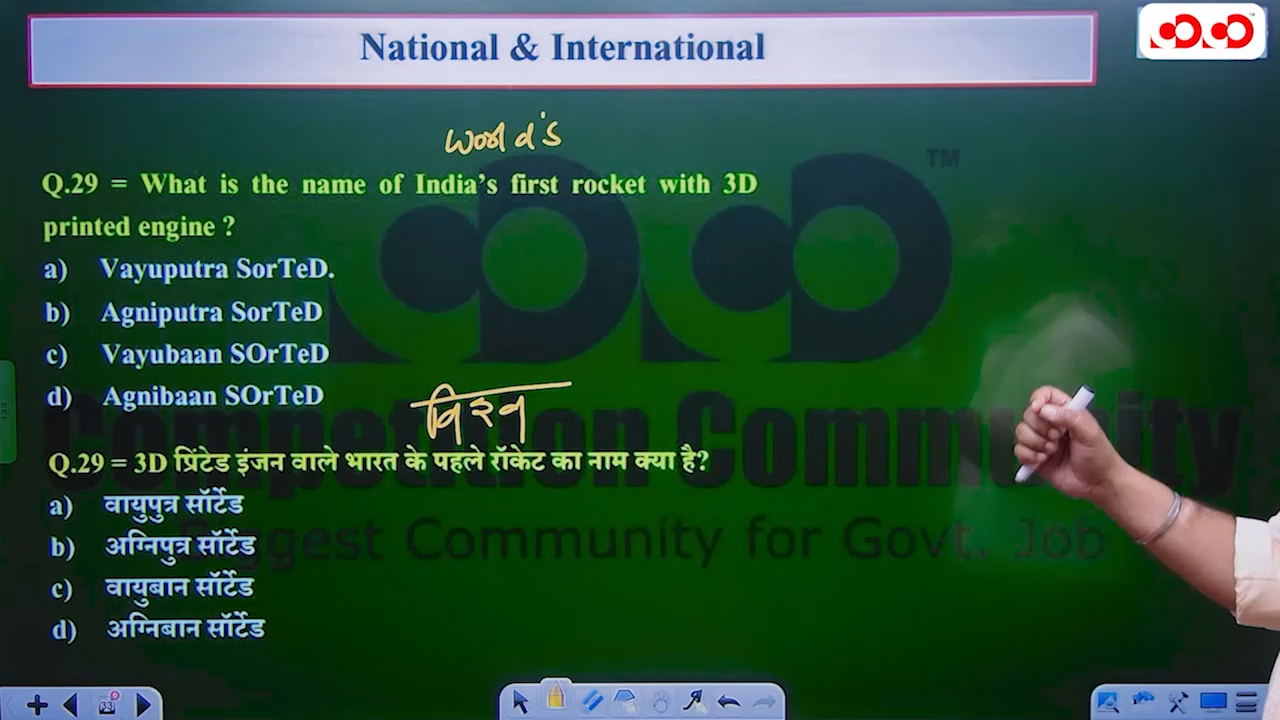 National & International
World's
Q.29 = What is the name of India's first rocket with 3D
printed engine ?
a) Vayuputra SorTeD.
b) Agniputra SorTeD
c) Vayubaan SOrTeD
d) Agnibaan SOrTeD
विश्व
Q.29 = 3D प्रिंटेड इंजन वाले भारत के पहले रॉकेट का नाम क्या है?
a) वायुपुत्र सॉर्टेड
b) अग्निपुत्र सॉर्टेड
c) वायुबान सॉर्टेड
d) अग्निबान सॉर्टेड
TM
Competition Community
Biggest Community for Govt. Job
33